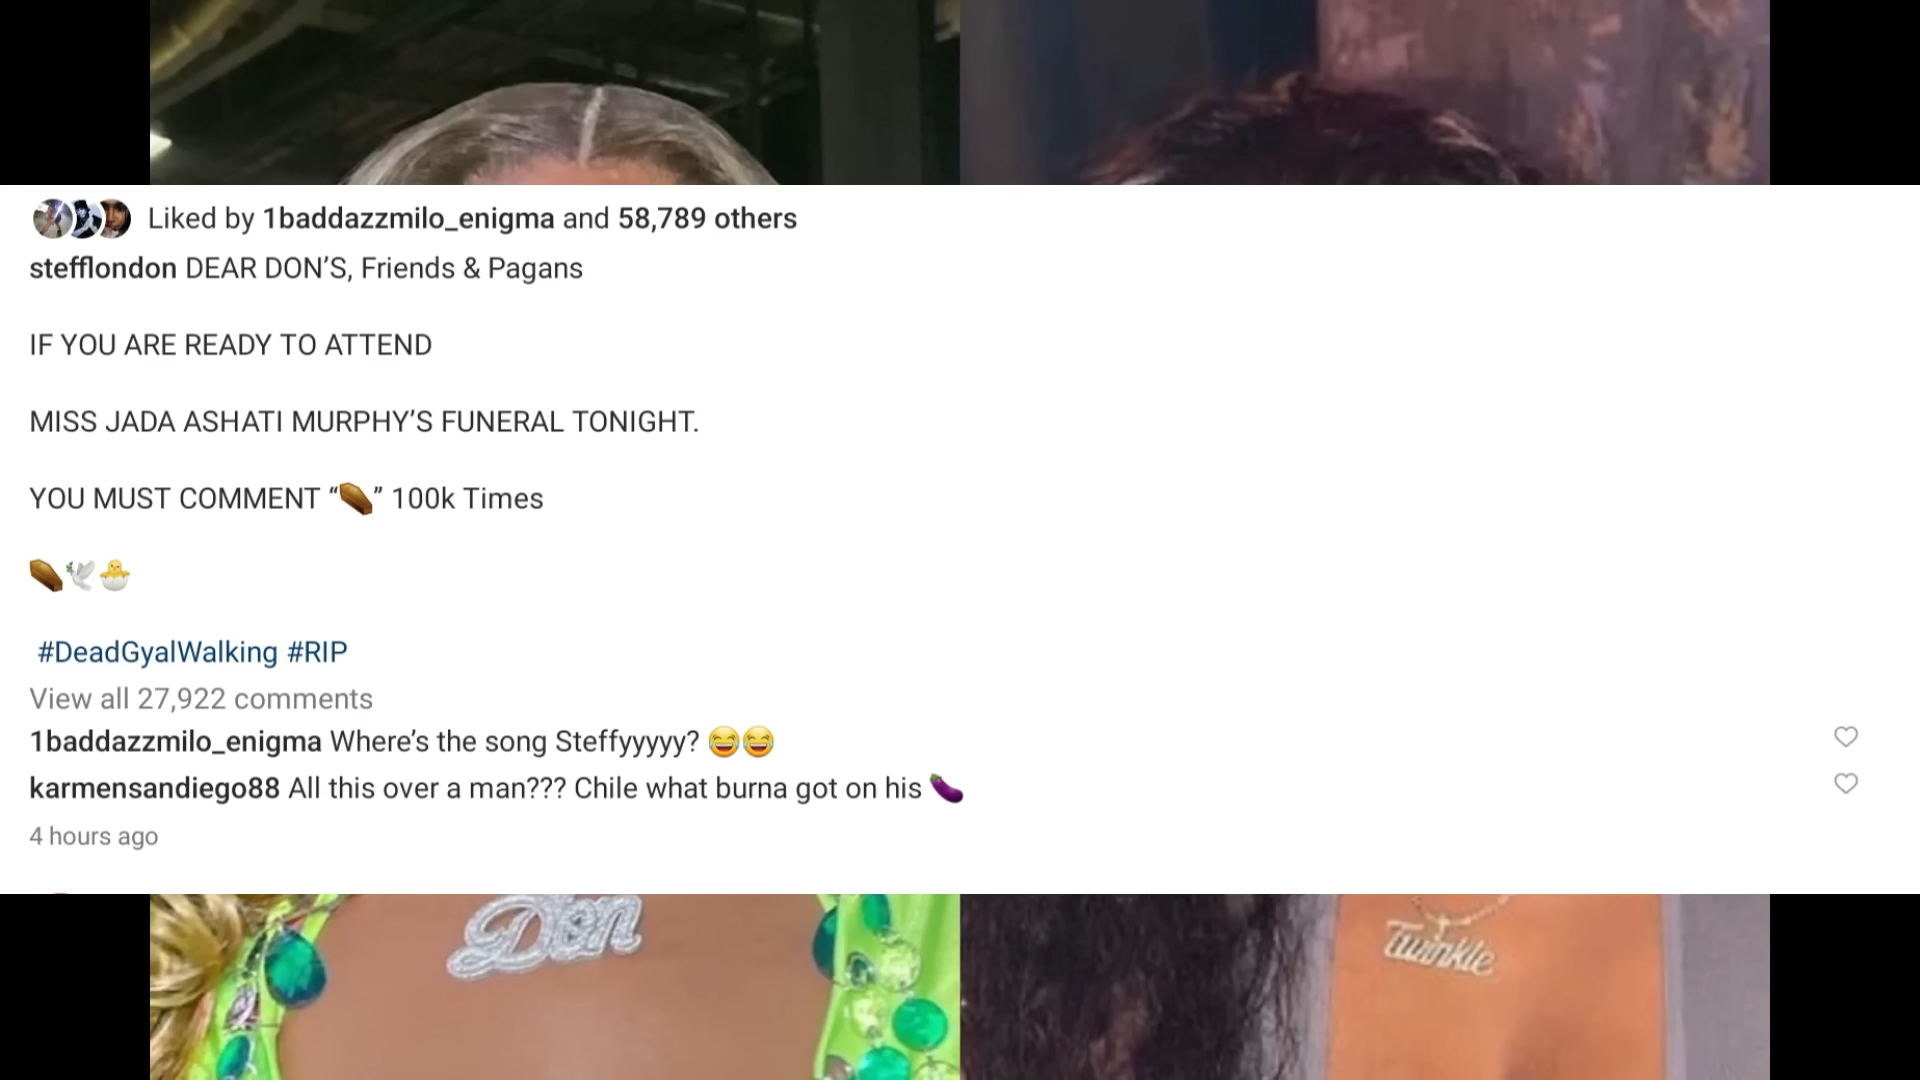 Liked by 1baddazzmilo_enigma and 58,789 others
stefflondon DEAR DON’S, Friends & Pagans
IF YOU ARE READY TO ATTEND
MISS JADA ASHATI MURPHY’S FUNERAL TONIGHT.
YOU MUST COMMENT “⚰️” 100k Times
⚰️🕊️🐣
#DeadGyalWalking #RIP
View all 27,922 comments
1baddazzmilo_enigma Where’s the song Steffyyyyy? 😂😂
karmensandiego88 All this over a man??? Chile what burna got on his 🍆
4 hours ago
Don
Twinkle